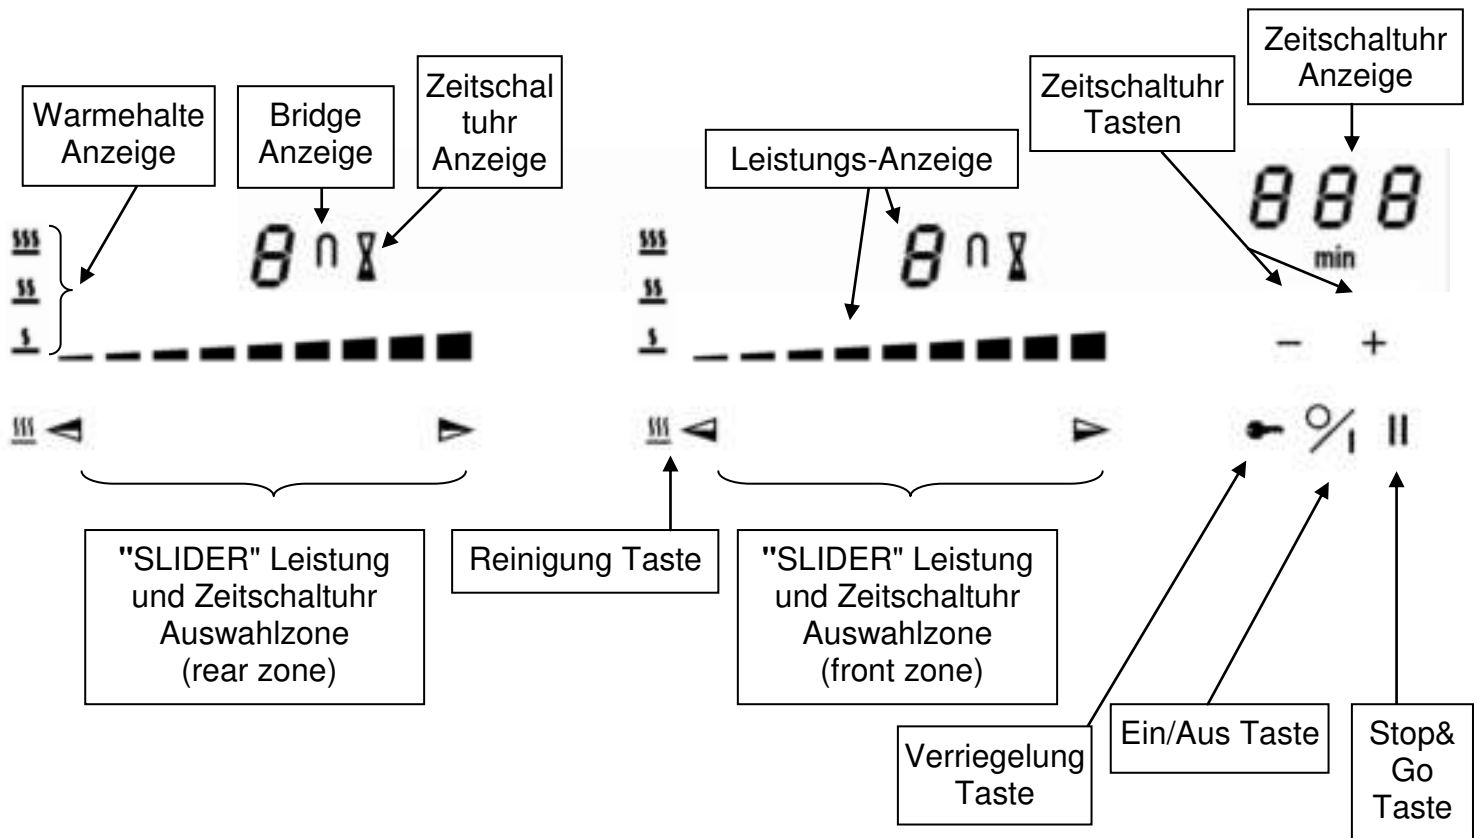 Zeitschaltuhr
Anzeige
Zeitschal
tuhr
Anzeige
Zeitschaltuhr
Tasten
Warmehalte
Anzeige
Bridge
Anzeige
Leistungs-Anzeige
8
8
888
min
- +
"SLIDER" Leistung
und Zeitschaltuhr
Auswahlzone
(rear zone)
Reinigung Taste
"SLIDER" Leistung
und Zeitschaltuhr
Auswahlzone
(front zone)
Verriegelung
Taste
Ein/Aus Taste
Stop&
Go
Taste